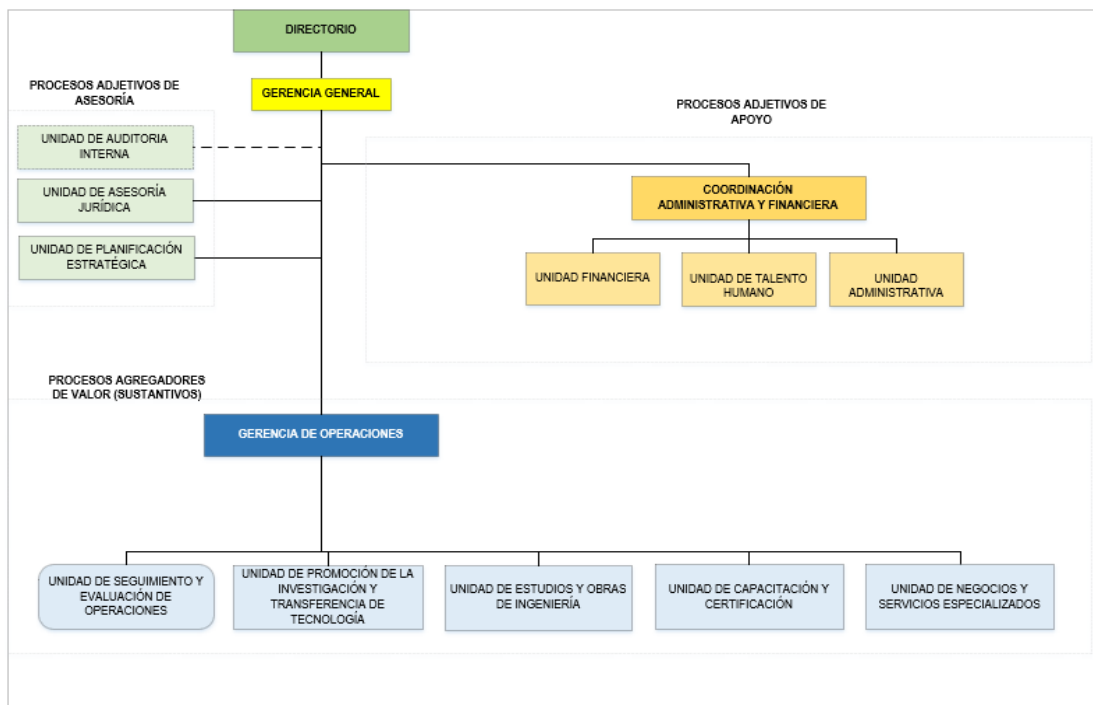 DIRECTORIO
GERENCIA GENERAL
PROCESOS ADJETIVOS DE
ASESORÍA
UNIDAD DE AUDITORIA
INTERNA
UNIDAD DE ASESORÍA
JURÍDICA
UNIDAD DE PLANIFICACIÓN
ESTRATÉGICA
PROCESOS ADJETIVOS DE
APOYO
COORDINACIÓN
ADMINISTRATIVA Y FINANCIERA
UNIDAD FINANCIERA
UNIDAD DE TALENTO
HUMANO
UNIDAD
ADMINISTRATIVA
PROCESOS AGREGADORES
DE VALOR (SUSTANTIVOS)
GERENCIA DE OPERACIONES
UNIDAD DE SEGUIMIENTO Y
EVALUACIÓN DE
OPERACIONES
UNIDAD DE PROMOCIÓN DE LA
INVESTIGACIÓN Y
TRANSFERENCIA DE
TECNOLOGÍA
UNIDAD DE ESTUDIOS Y OBRAS
DE INGENIERÍA
UNIDAD DE CAPACITACIÓN Y
CERTIFICACIÓN
UNIDAD DE NEGOCIOS Y
SERVICIOS ESPECIALIZADOS